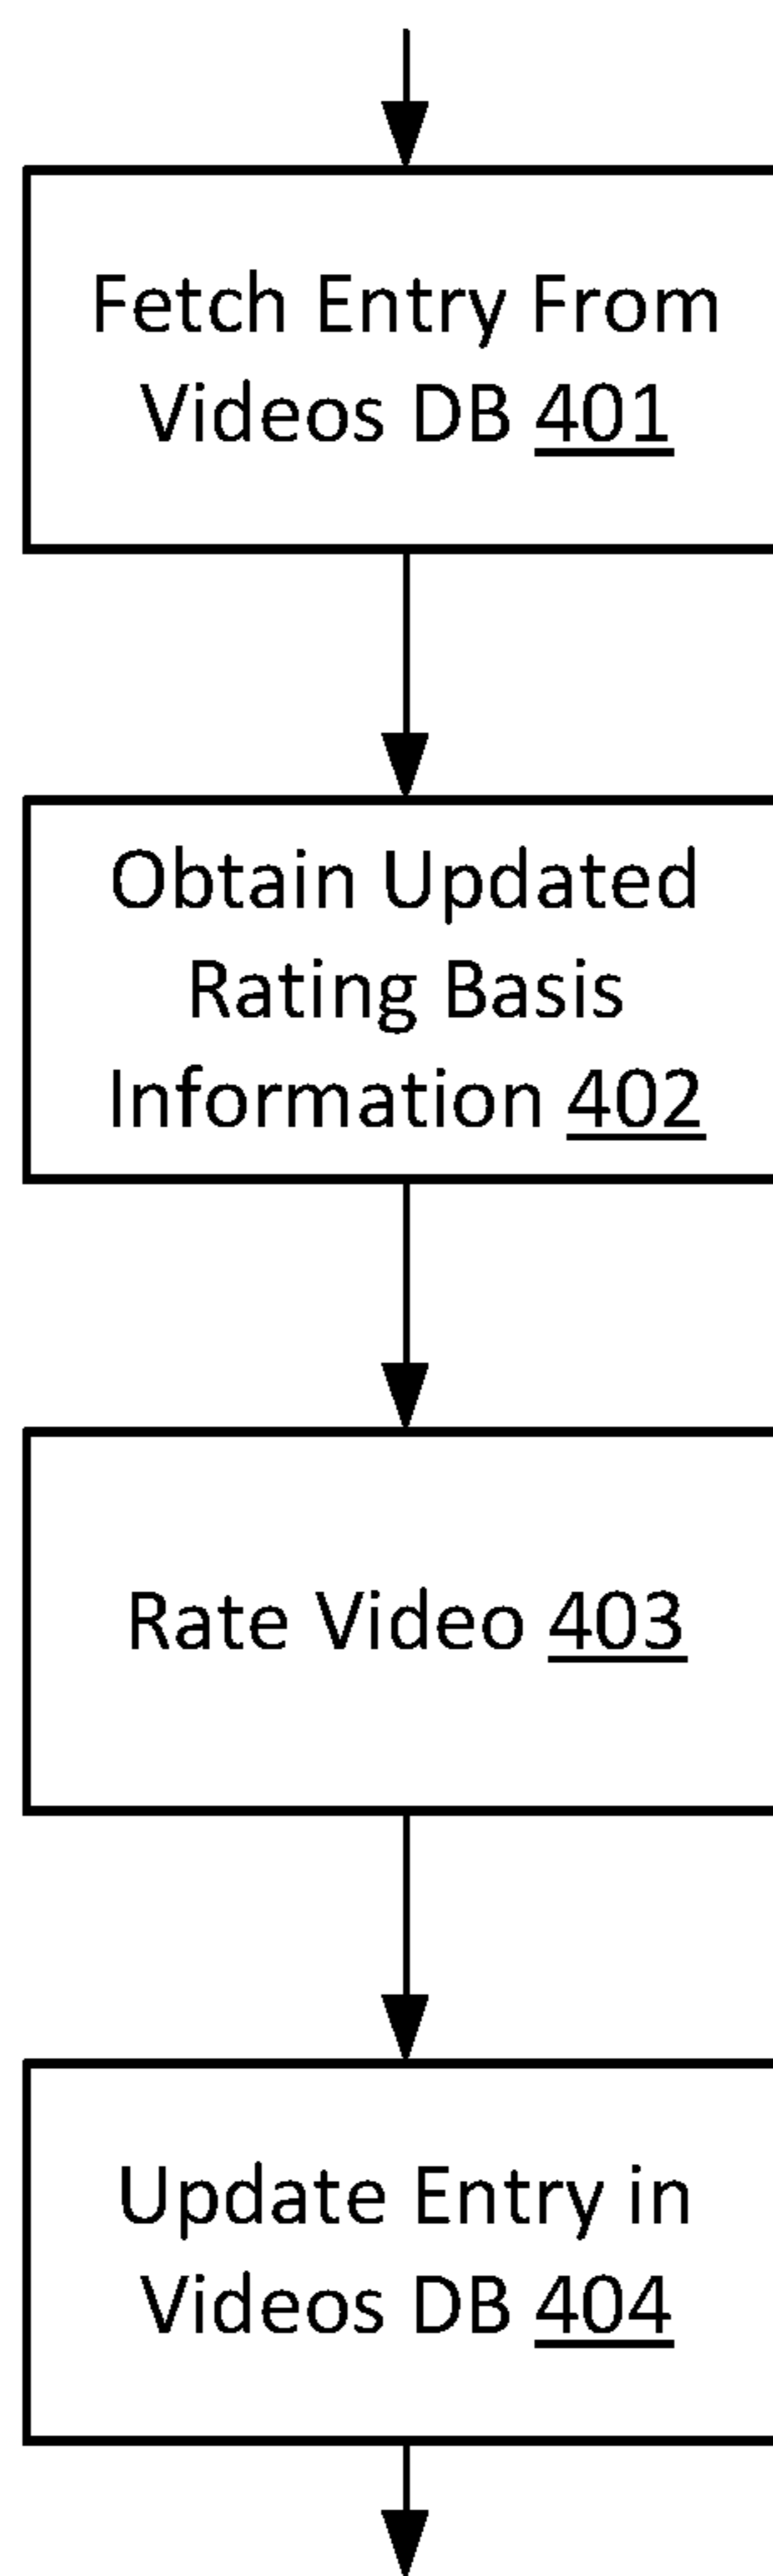 Fetch Entry From
Videos DB 401
Obtain Updated
Rating Basis
Information 402
Rate Video 403
Update Entry in
Videos DB 404